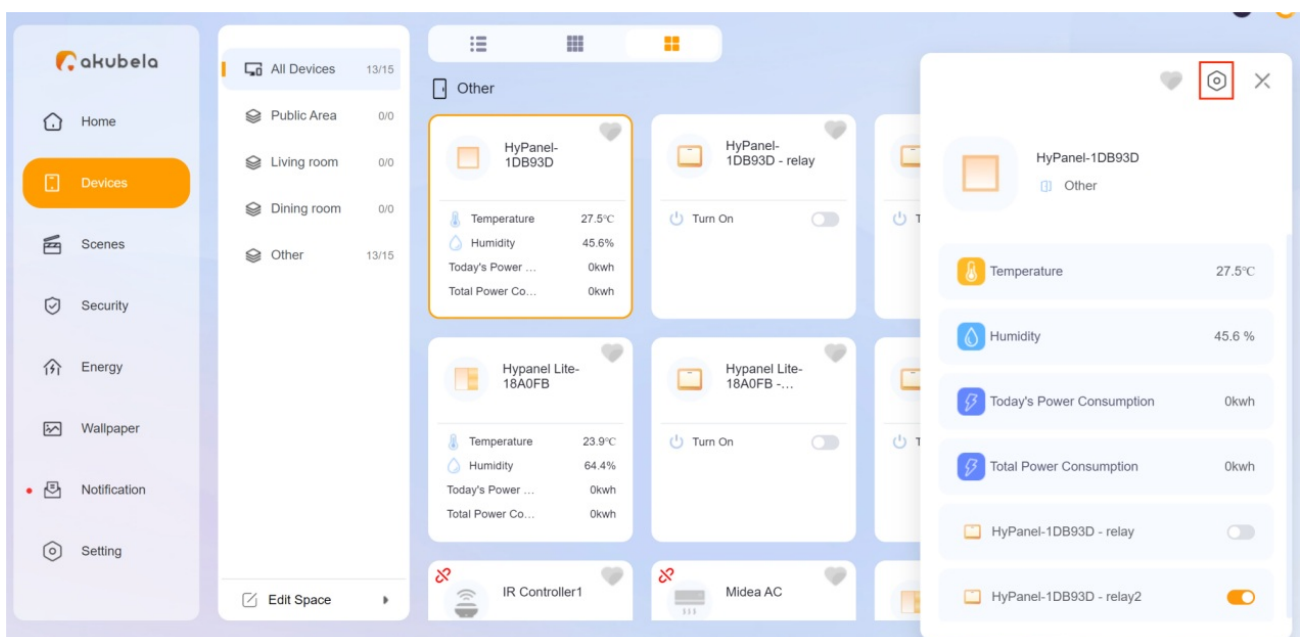 akubela
Home
Devices
Scenes
Security
Energy
Wallpaper
Notification
Setting
All Devices 13/15
Public Area 0/0
Living room 0/0
Dining room 0/0
Other 13/15
Edit Space
Other
HyPanel-
1DB93D
Temperature 27.5°C
Humidity 45.6%
Today's Power ... 0kwh
Total Power Co... 0kwh
HyPanel-
1DB93D - relay
Turn On
T
Hypanel Lite-
18A0FB
Temperature 23.9°C
Humidity 64.4%
Today's Power ... 0kwh
Total Power Co... 0kwh
Hypanel Lite-
18A0FB -...
Turn On
T
IR Controller1
Midea AC
HyPanel-1DB93D
Other
Temperature 27.5°C
Humidity 45.6 %
Today's Power Consumption 0kwh
Total Power Consumption 0kwh
HyPanel-1DB93D - relay
HyPanel-1DB93D - relay2